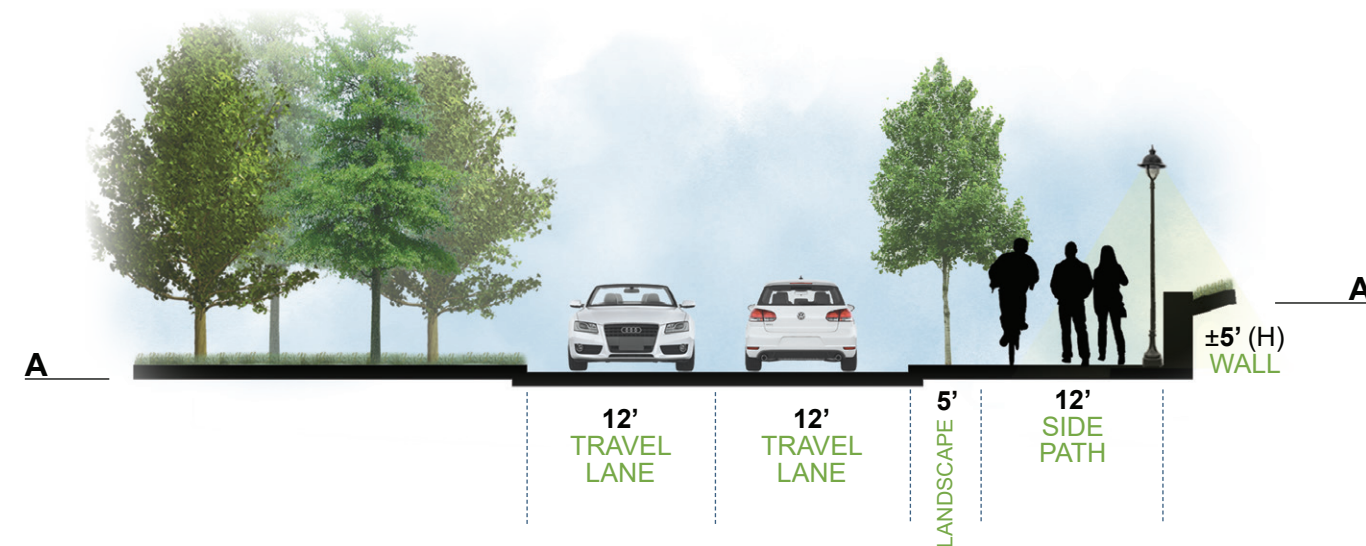 A
A
±5’ (H)
WALL
12’
TRAVEL
LANE
12’
TRAVEL
LANE
5’
LANDSCAPE
12’
SIDE
PATH